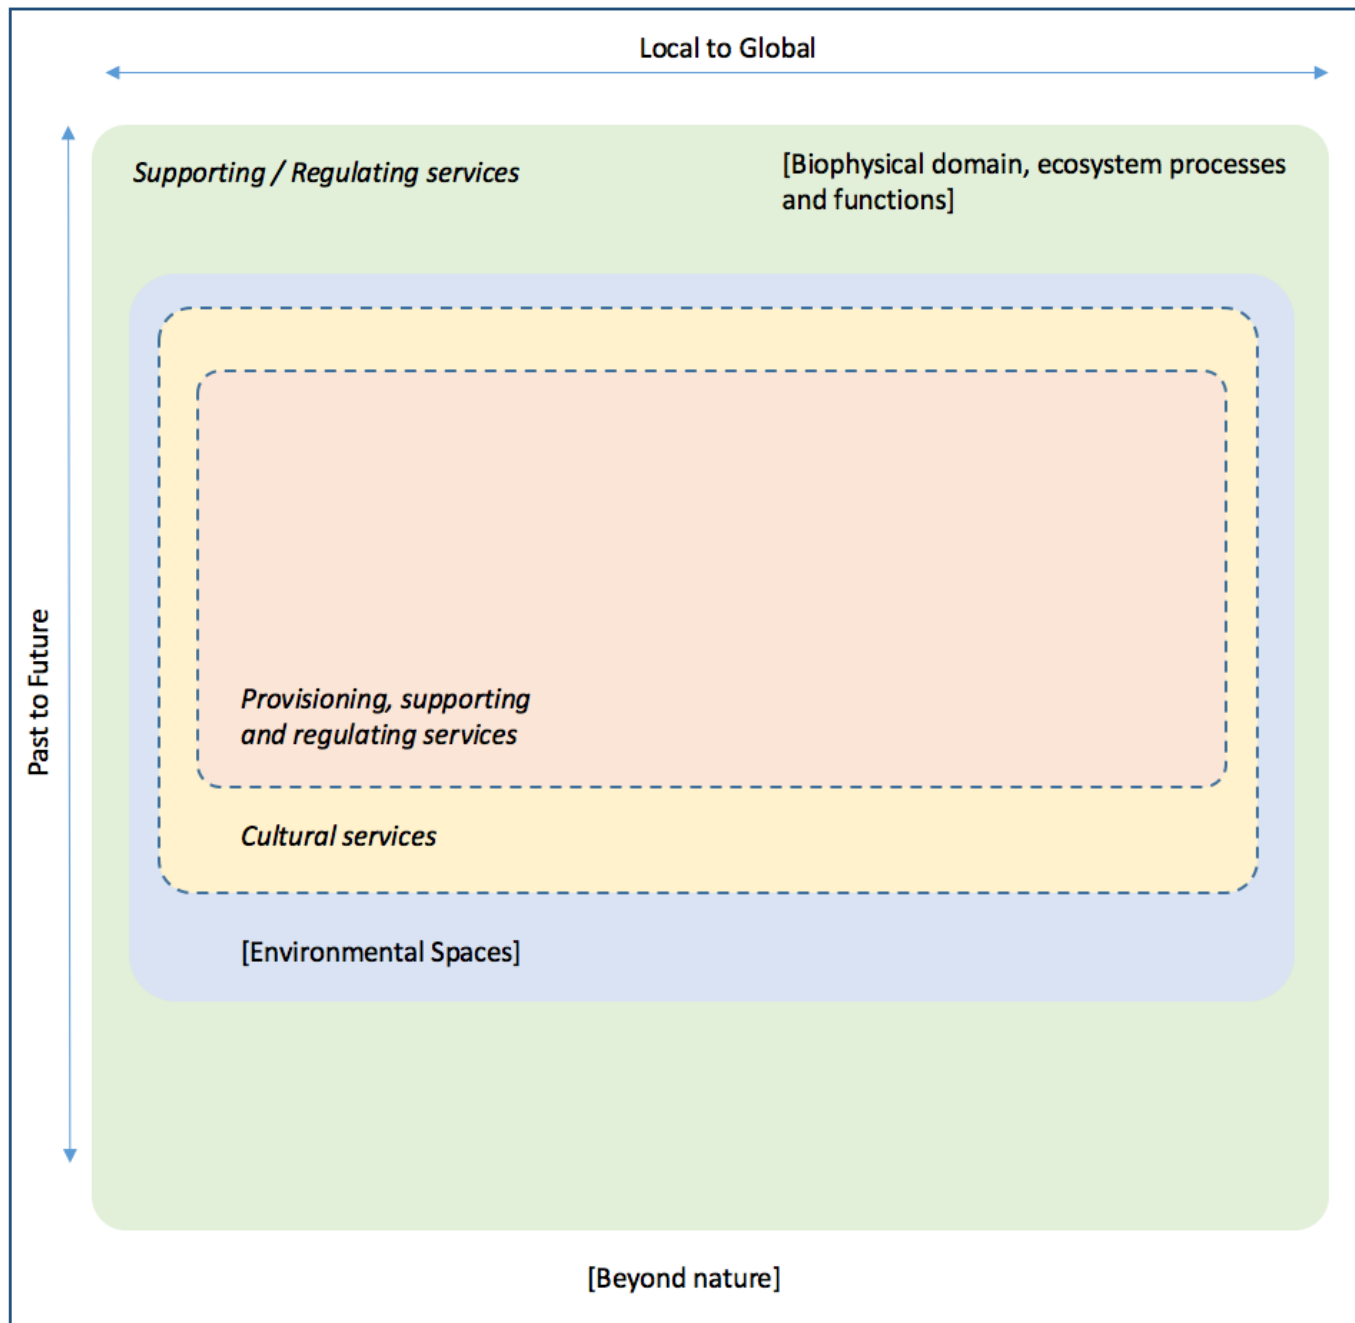 Local to Global
Supporting / Regulating services
[Biophysical domain, ecosystem processes
and functions]
Past to Future
Provisioning, supporting
and regulating services
Cultural services
[Environmental Spaces]
[Beyond nature]